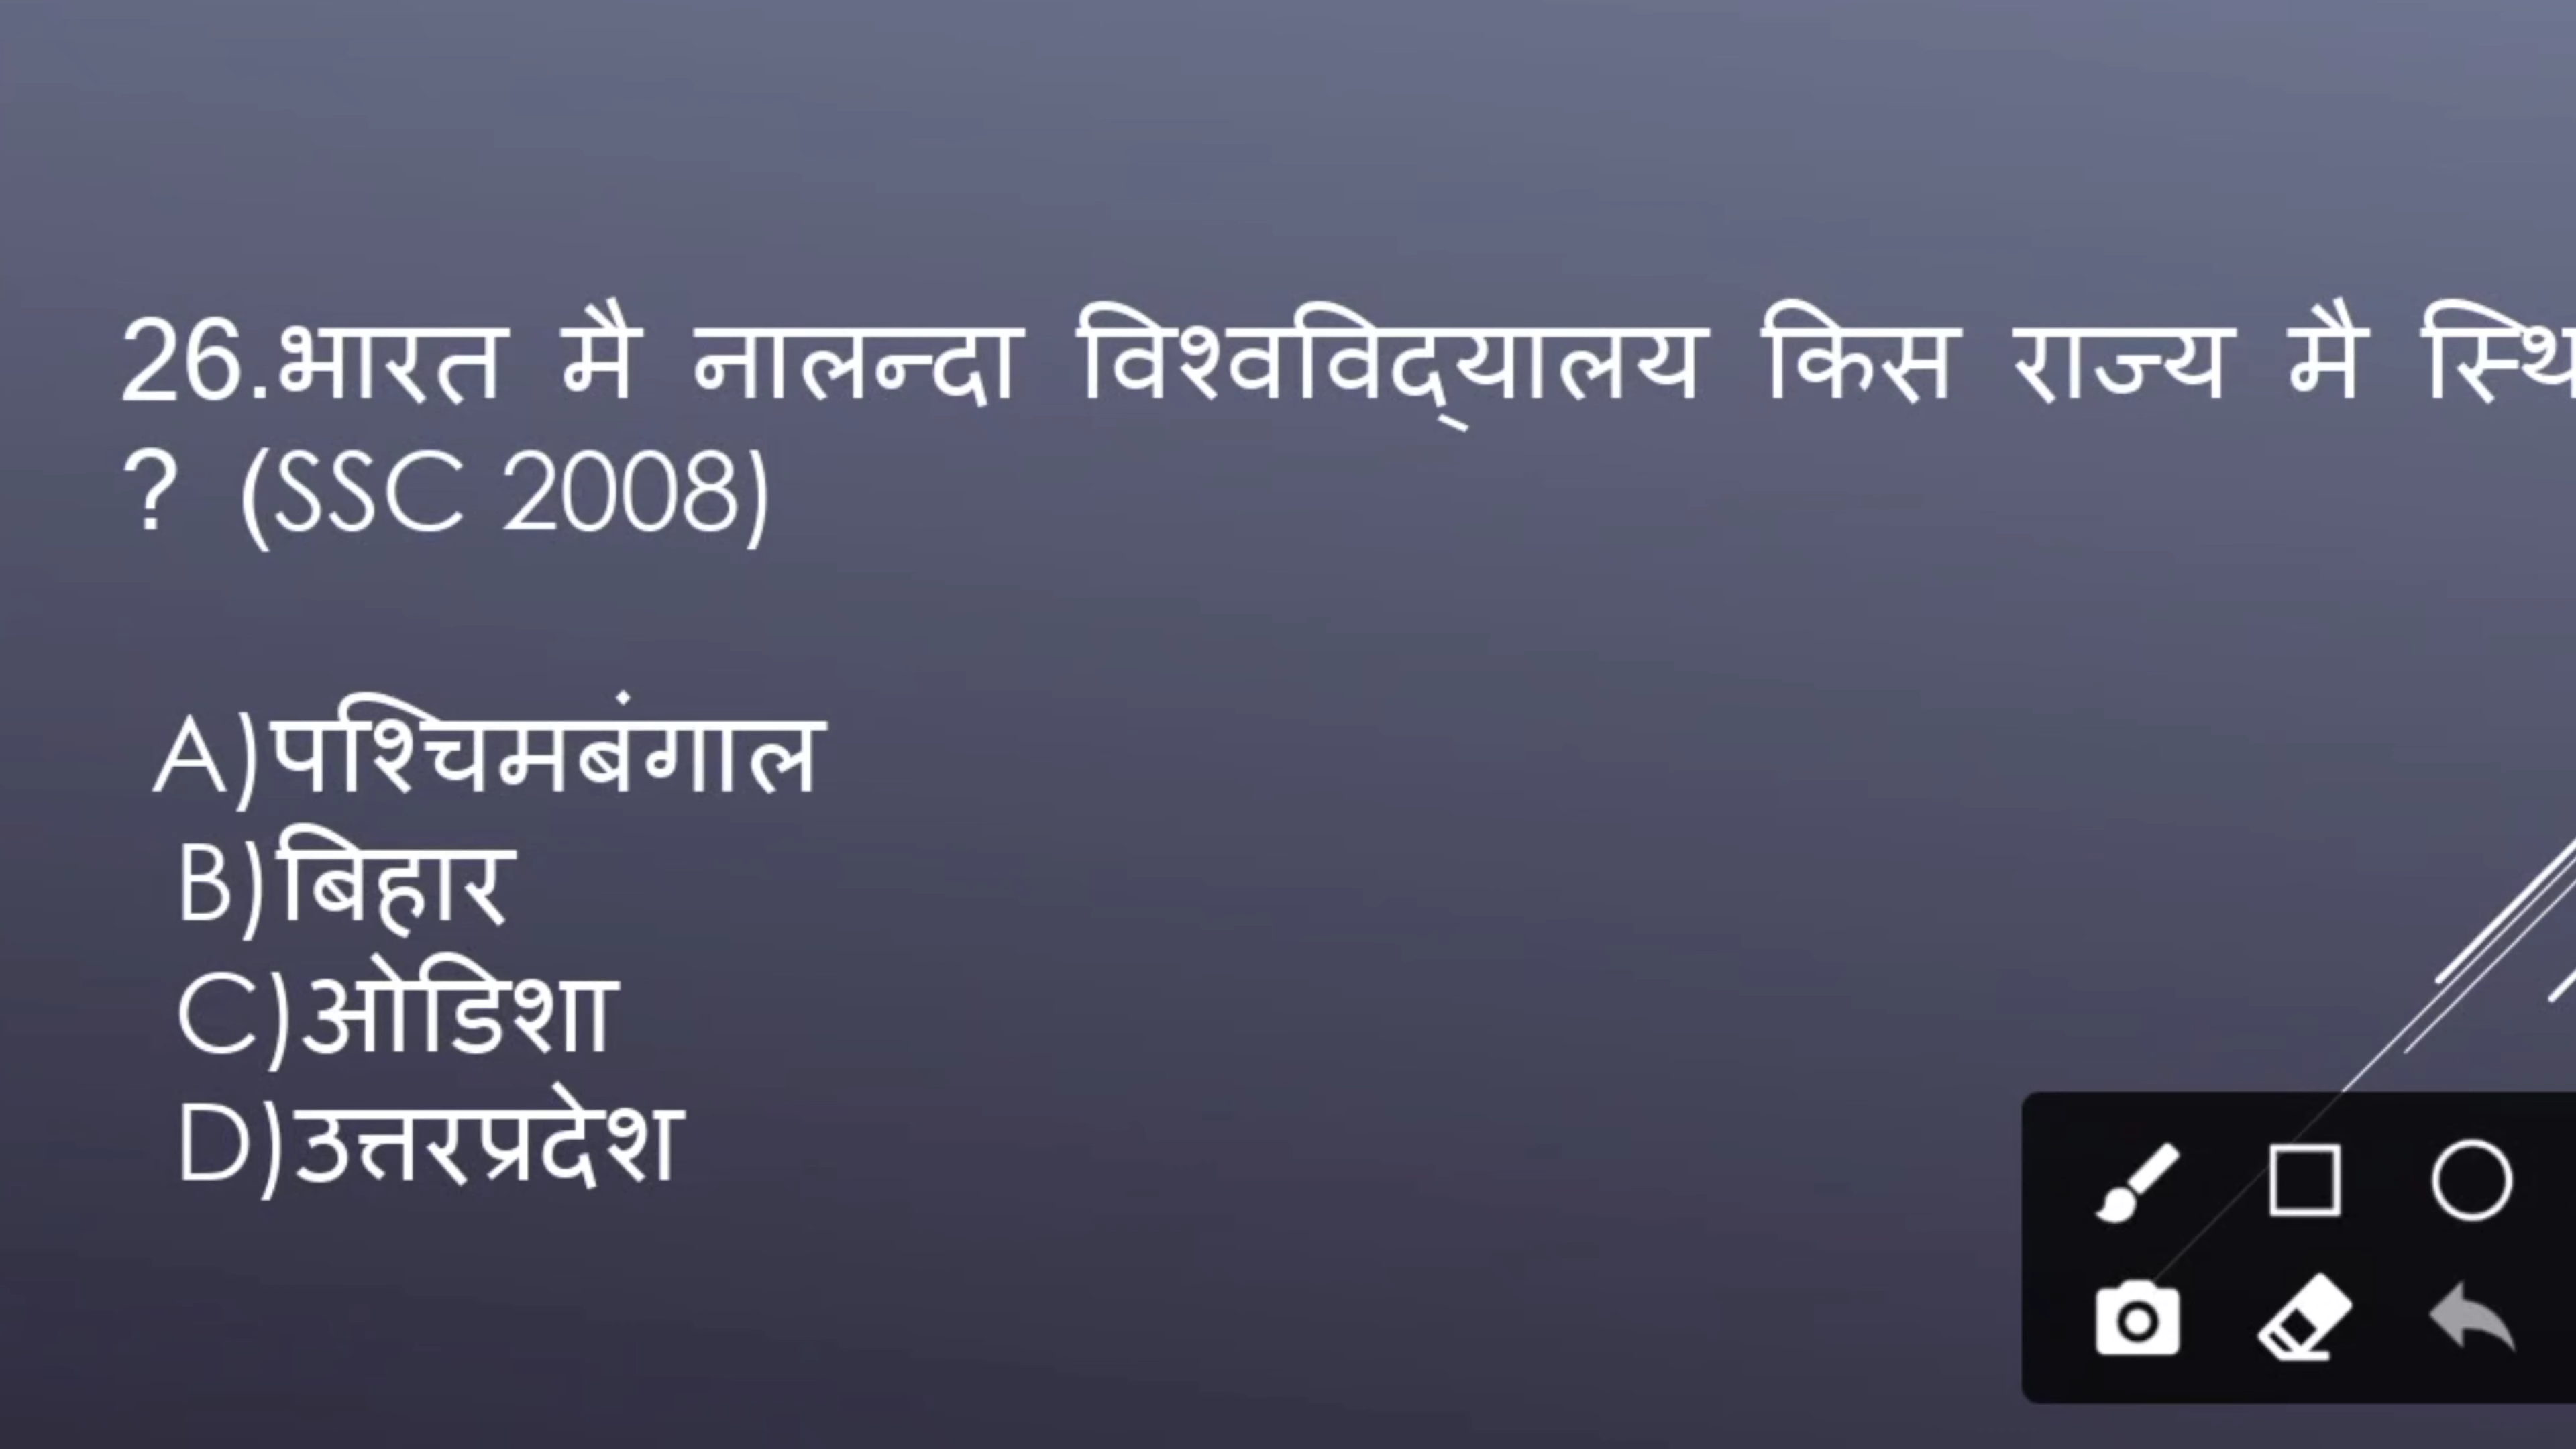 26.भारत मै नालन्दा विश्वविद्‌यालय किस राज्य मै
? (SSC 2008)
A)पश्चिमबंगाल
B)बिहार
C)ओडिशा
D)उत्तरप्रदेश